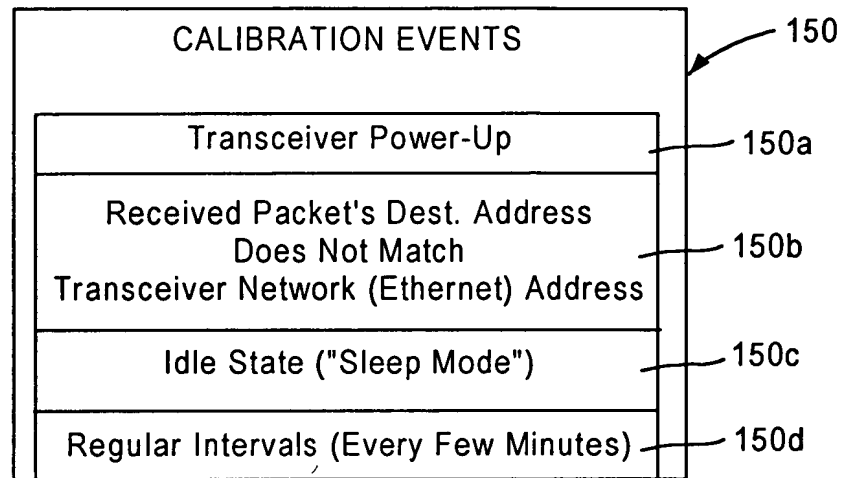 CALIBRATION EVENTS
150
Transceiver Power-Up
150a
Received Packet's Dest. Address
Does Not Match
Transceiver Network (Ethernet) Address
150b
Idle State ("Sleep Mode")
150c
Regular Intervals (Every Few Minutes)
150d